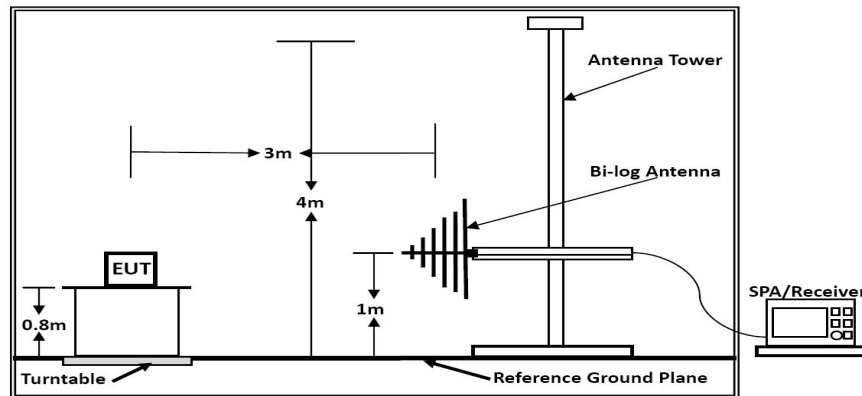 Antenna Tower
3m
Bi-log Antenna
4m
EUT
SPA/Receiver
0.8m
1m
Turntable
Reference Ground Plane